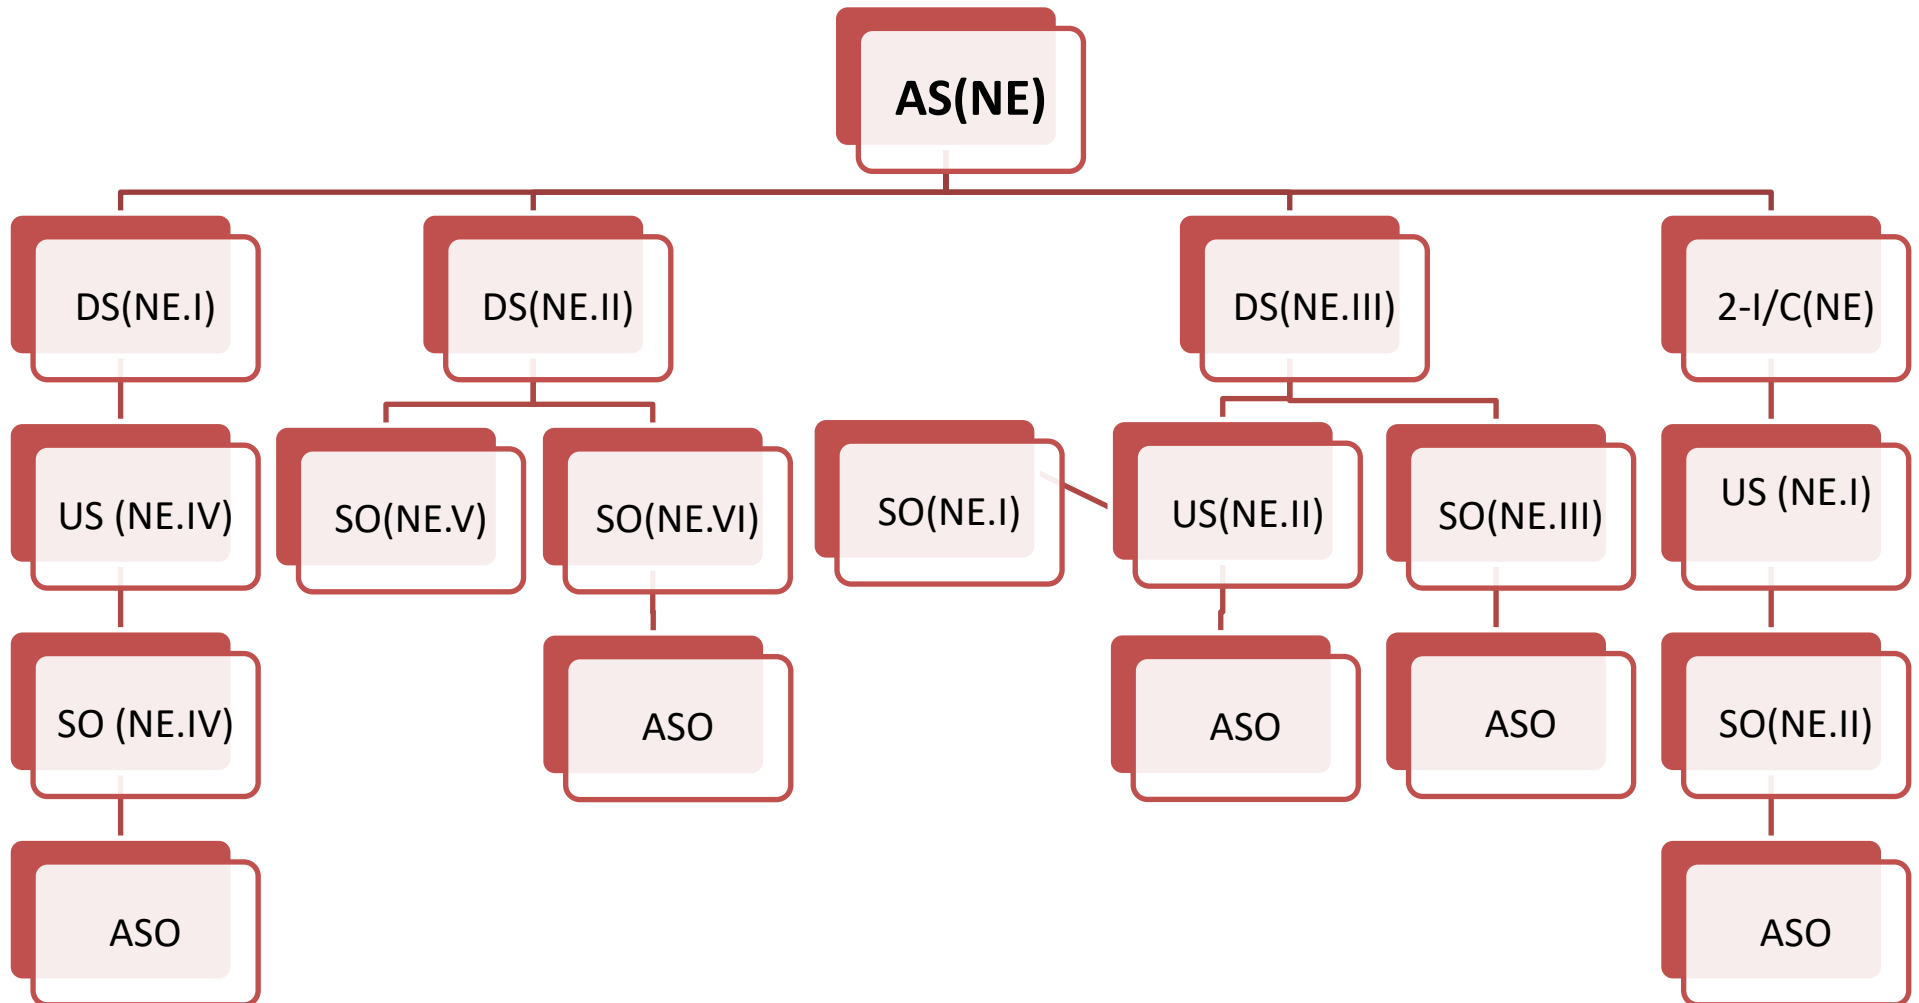 AS(NE)
DS(NE.I)
DS(NE.II)
DS(NE.III)
2-I/C(NE)
US (NE.IV)
SO(NE.V)
SO(NE.VI)
SO(NE.I)
US(NE.II)
SO(NE.III)
US (NE.I)
SO (NE.IV)
ASO
ASO
ASO
SO(NE.II)
ASO
ASO